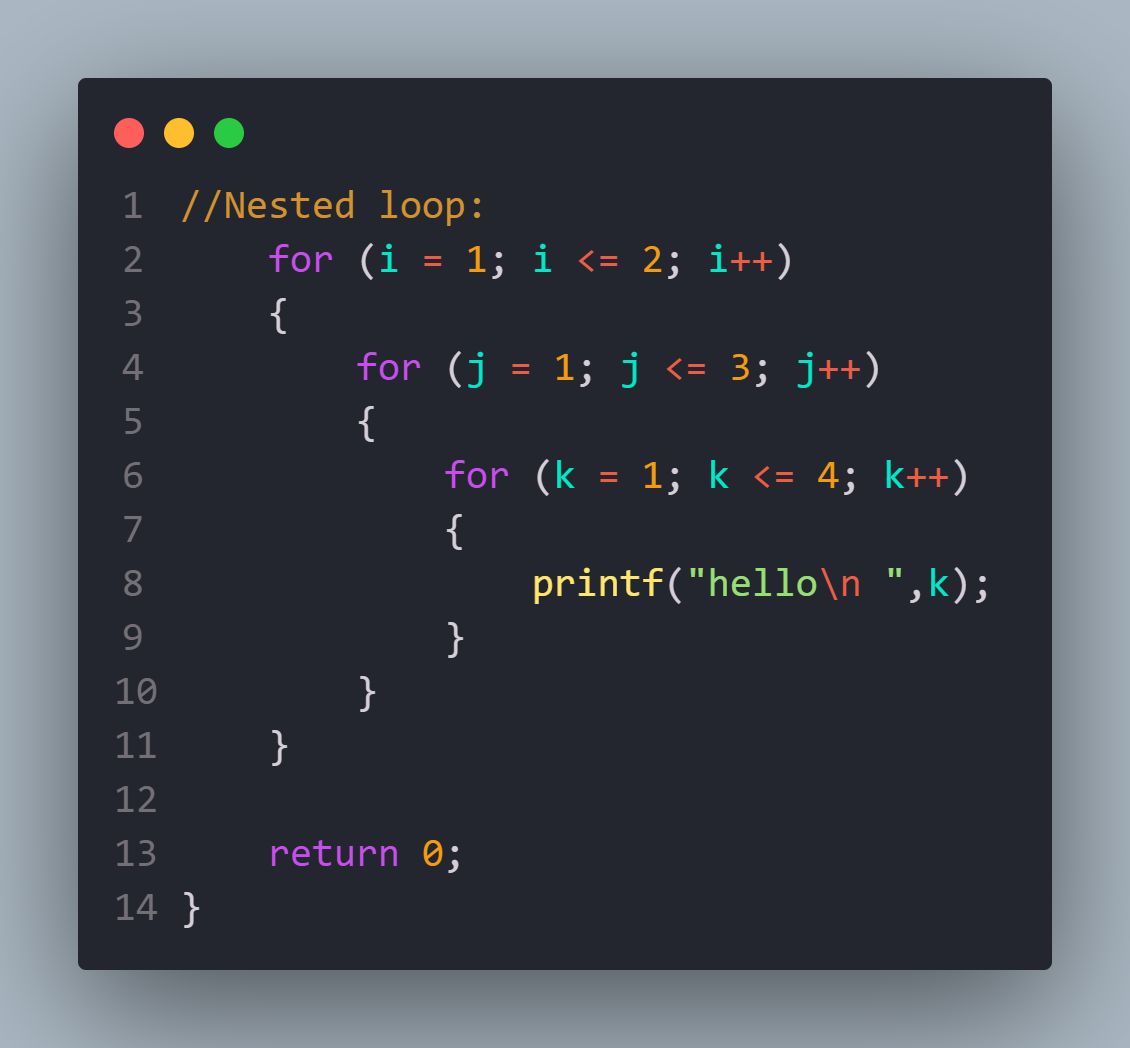 1 //Nested loop:
2     for (i = 1; i <= 2; i++)
3     {
4         for (j = 1; j <= 3; j++)
5         {
6             for (k = 1; k <= 4; k++)
7             {
8                 printf("hello\n ",k);
9             }
10         }
11     }
12
13     return 0;
14 }